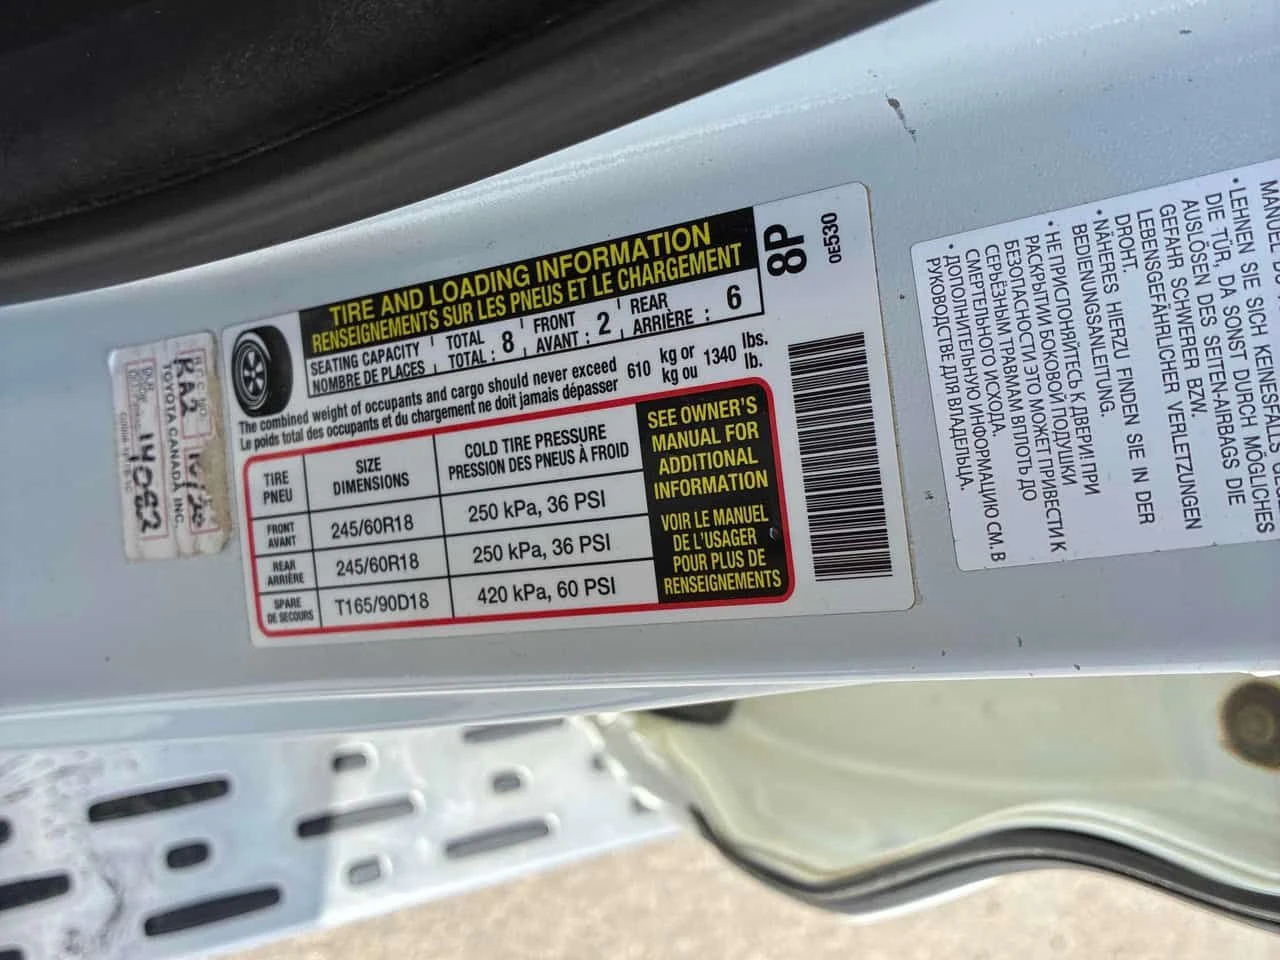 TIRE AND LOADING INFORMATION
RENSEIGNEMENTS SUR LES PNEUS ET LE CHARGEMENT
8P
0E530
SEATING CAPACITY TOTAL 8 FRONT 2 REAR 6
NOMBRE DE PLACES TOTAL : AVANT : ARRIÈRE :
The combined weight of occupants and cargo should never exceed 610 kg or 1340 lbs.
Le poids total des occupants et du chargement ne doit jamais dépasser kg ou lb.
TIRE SIZE COLD TIRE PRESSURE
PNEU DIMENSIONS PRESSION DES PNEUS À FROID
FRONT
AVANT 245/60R18 250 kPa, 36 PSI
REAR
ARRIÈRE 245/60R18 250 kPa, 36 PSI
SPARE
DE SECOURS T165/90D18 420 kPa, 60 PSI
SEE OWNER'S
MANUAL FOR
ADDITIONAL
INFORMATION
VOIR LE MANUEL
DE L'USAGER
POUR PLUS DE
RENSEIGNEMENTS
TOYOTA CANADA INC.
14082
• LEHNEN SIE SICH KEINESFALLS GEGEN
DIE TÜR, DA SONST DURCH MÖGLICHES
AUSLÖSEN DES SEITEN-AIRBAGS DIE
GEFAHR SCHWERER BZW.
LEBENSGEFÄHRLICHER VERLETZUNGEN
DROHT.
• NÄHERES HIERZU FINDEN SIE IN DER
BEDIENUNGSANLEITUNG.
• НЕ ПРИСЛОНЯЙТЕСЬ К ДВЕРИ ПРИ
РАСКРЫТИИ БОКОВОЙ ПОДУШКИ
БЕЗОПАСНОСТИ ЭТО МОЖЕТ ПРИВЕСТИ К
СЕРЬЁЗНЫМ ТРАВМАМ ВПЛОТЬ ДО
СМЕРТЕЛЬНОГО ИСХОДА.
• ДОПОЛНИТЕЛЬНУЮ ИНФОРМАЦИЮ СМ. В
РУКОВОДСТВЕ ДЛЯ ВЛАДЕЛЬЦА.